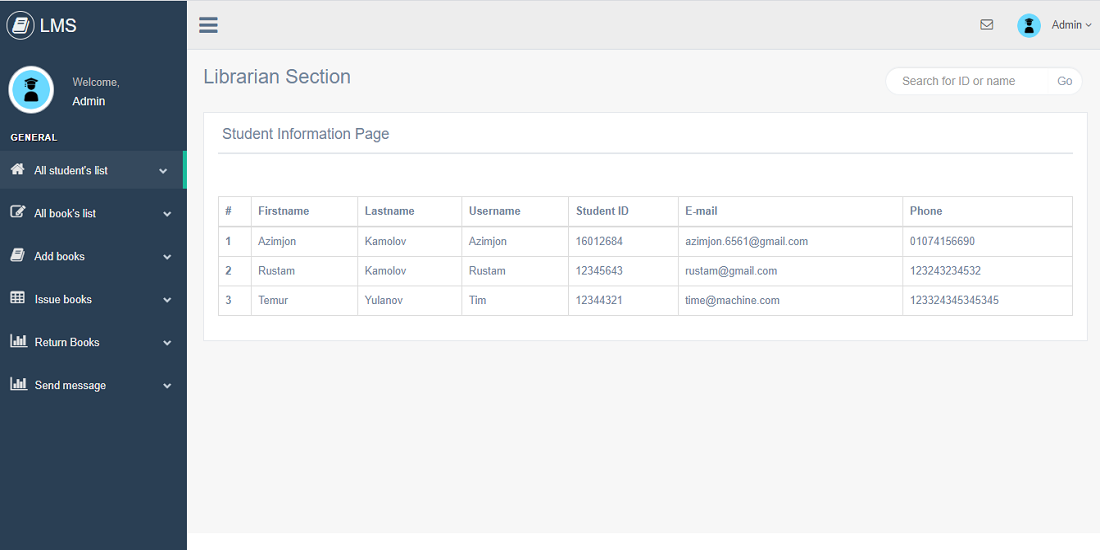 LMS
Admin
Welcome,
Admin
GENERAL
All student's list
All book's list
Add books
Issue books
Return Books
Send message
Librarian Section
Search for ID or name Go
Student Information Page
# Firstname Lastname Username Student ID E-mail Phone
1 Azimjon Kamolov Azimjon 16012684 azimjon.6561@gmail.com 01074156690
2 Rustam Kamolov Rustam 12345643 rustam@gmail.com 123243234532
3 Temur Yulanov Tim 12344321 time@machine.com 123324345345345